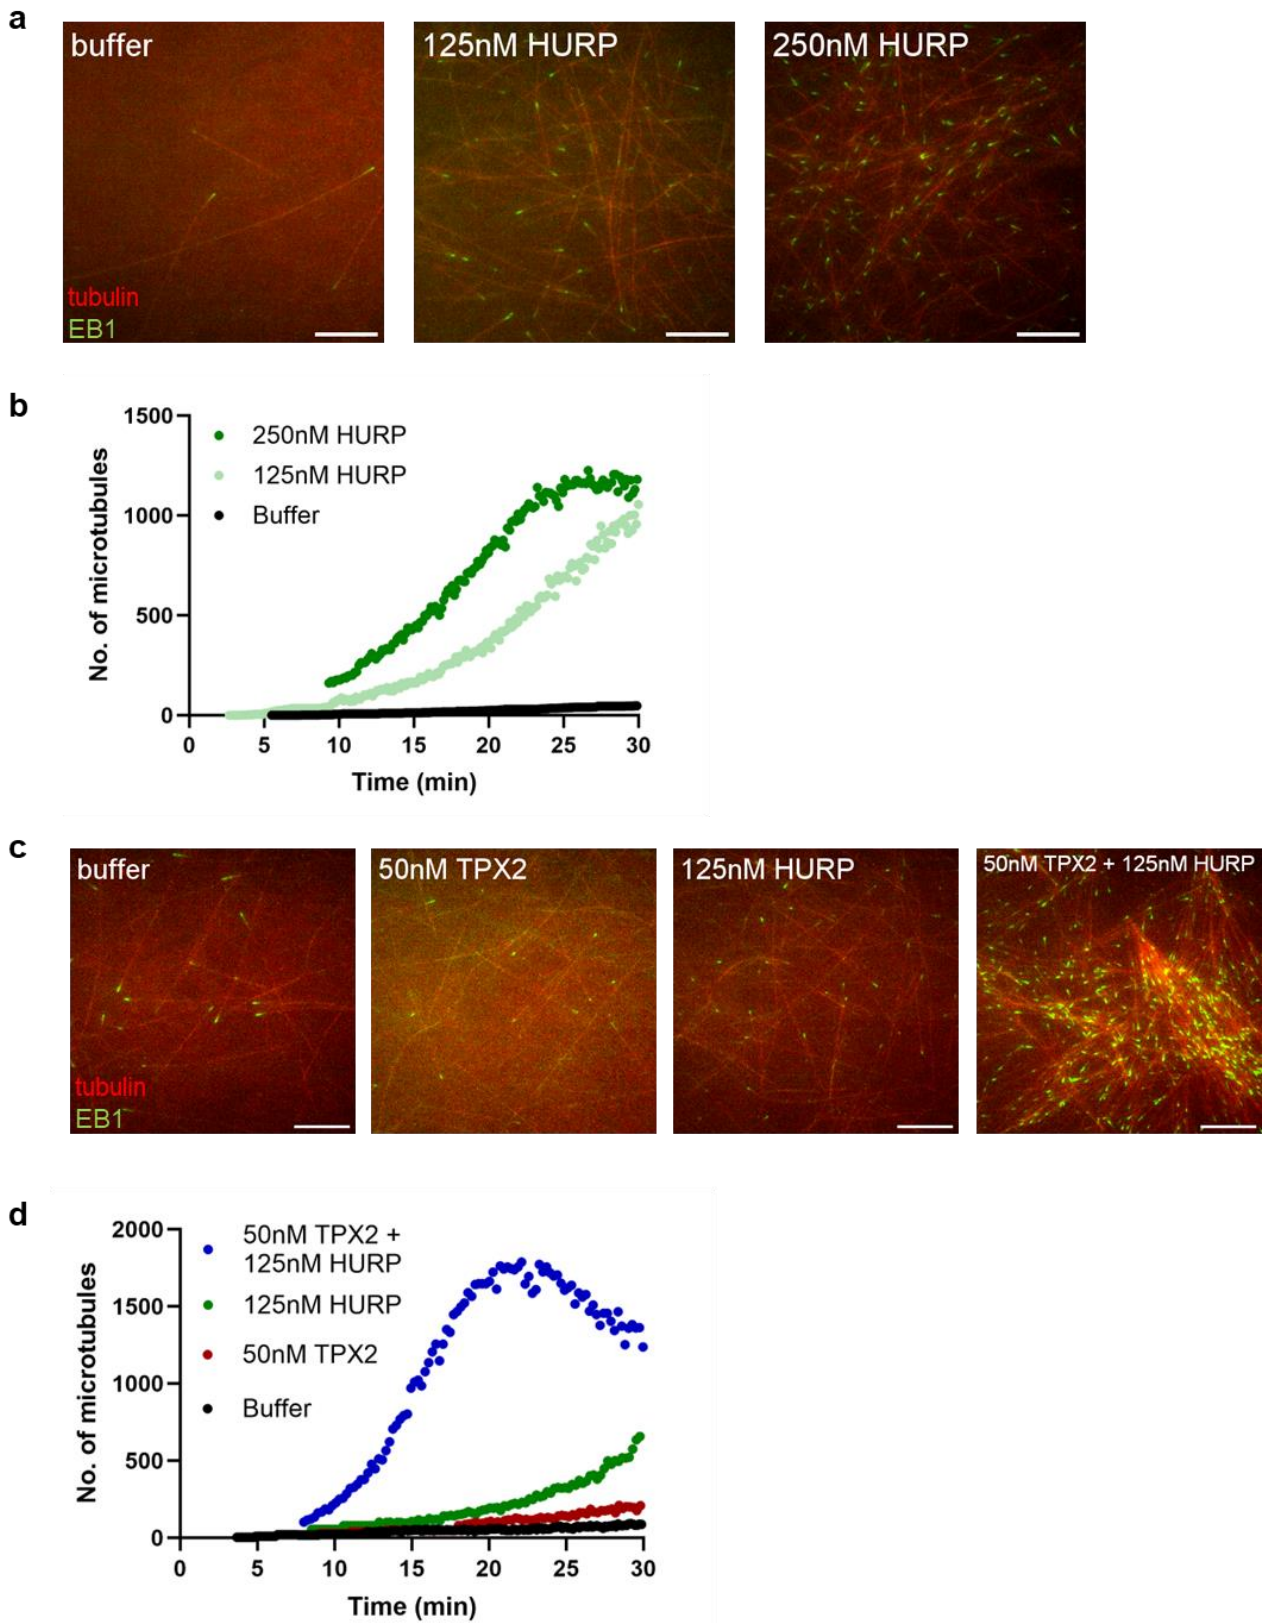 a
buffer
125nM HURP
250nM HURP
tubulin
EB1
b
1500
1000
500
0
No. of microtubules
250nM HURP
125nM HURP
Buffer
0 5 10 15 20 25 30
Time (min)
c
buffer
50nM TPX2
125nM HURP
50nM TPX2 + 125nM HURP
tubulin
EB1
d
2000
1500
1000
500
0
No. of microtubules
50nM TPX2 +
125nM HURP
125nM HURP
50nM TPX2
Buffer
0 5 10 15 20 25 30
Time (min)